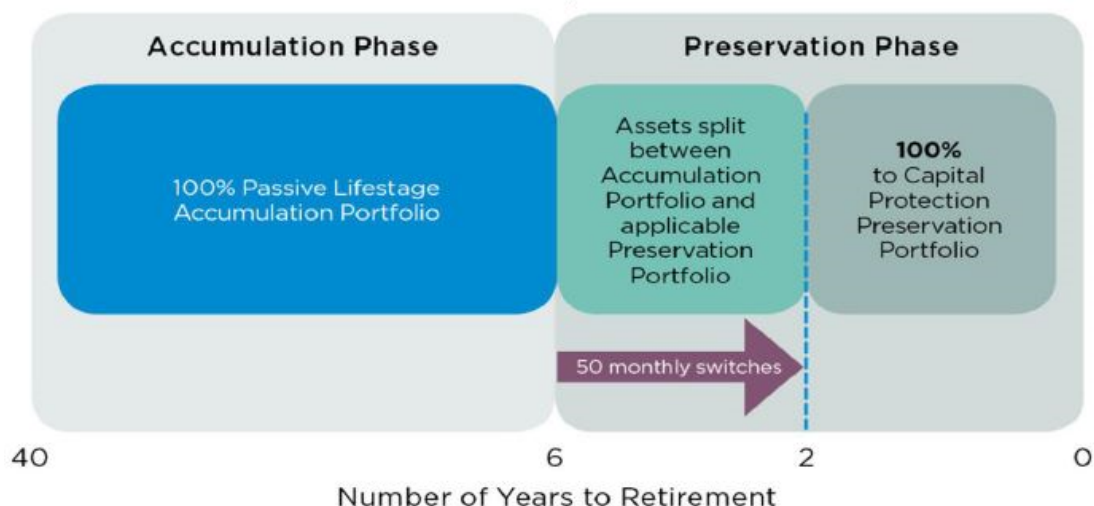 Accumulation Phase
Preservation Phase
100% Passive Lifestage
Accumulation Portfolio
Assets split
between
Accumulation
Portfolio and
applicable
Preservation
Portfolio
100%
to Capital
Protection
Preservation
Portfolio
50 monthly switches
40
6
2
0
Number of Years to Retirement